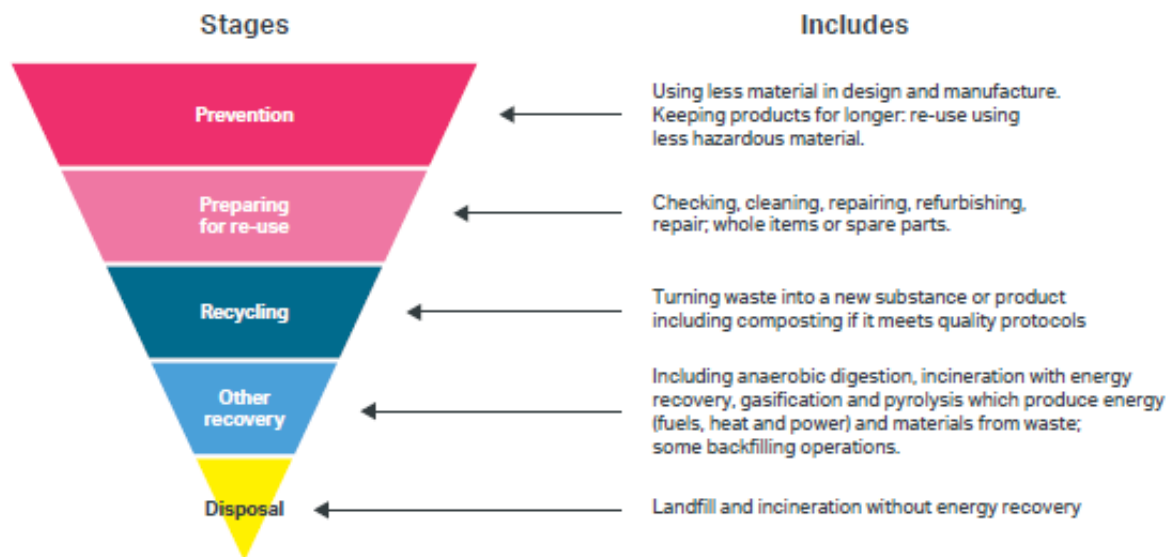 Stages
Includes
Prevention
Using less material in design and manufacture.
Keeping products for longer: re-use using
less hazardous material.
Preparing
for re-use
Checking, cleaning, repairing, refurbishing,
repair; whole items or spare parts.
Recycling
Turning waste into a new substance or product
including composting if it meets quality protocols
Other
recovery
Including anaerobic digestion, incineration with energy
recovery, gasification and pyrolysis which produce energy
(fuels, heat and power) and materials from waste;
some backfilling operations.
Disposal
Landfill and incineration without energy recovery